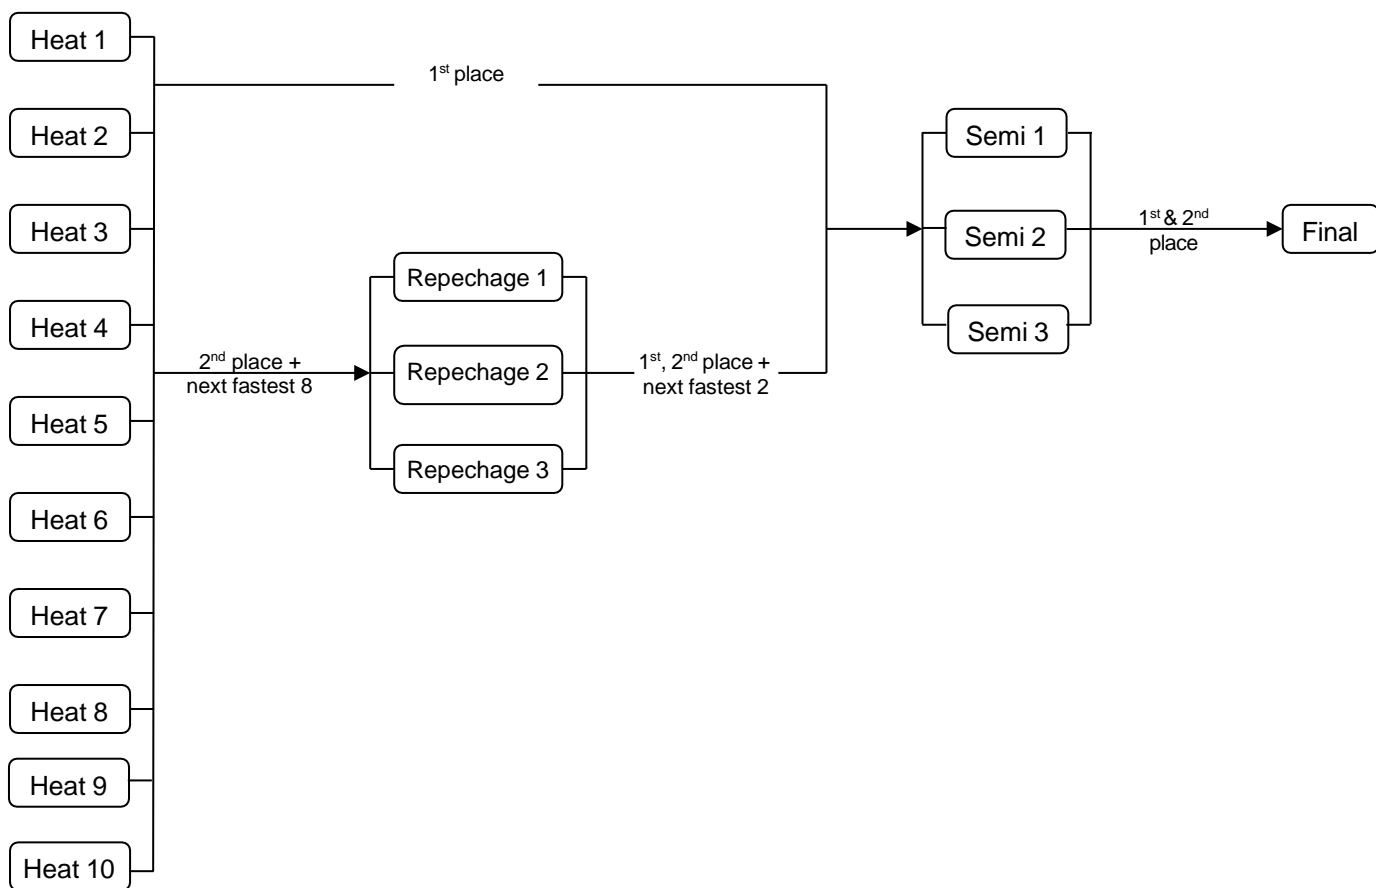 Heat 1
Heat 2
Heat 3
Heat 4
Heat 5
Heat 6
Heat 7
Heat 8
Heat 9
Heat 10
1st place
2nd place +
next fastest 8
Repechage 1
Repechage 2
Repechage 3
1st, 2nd place +
next fastest 2
Semi 1
Semi 2
Semi 3
1st & 2nd
place
Final